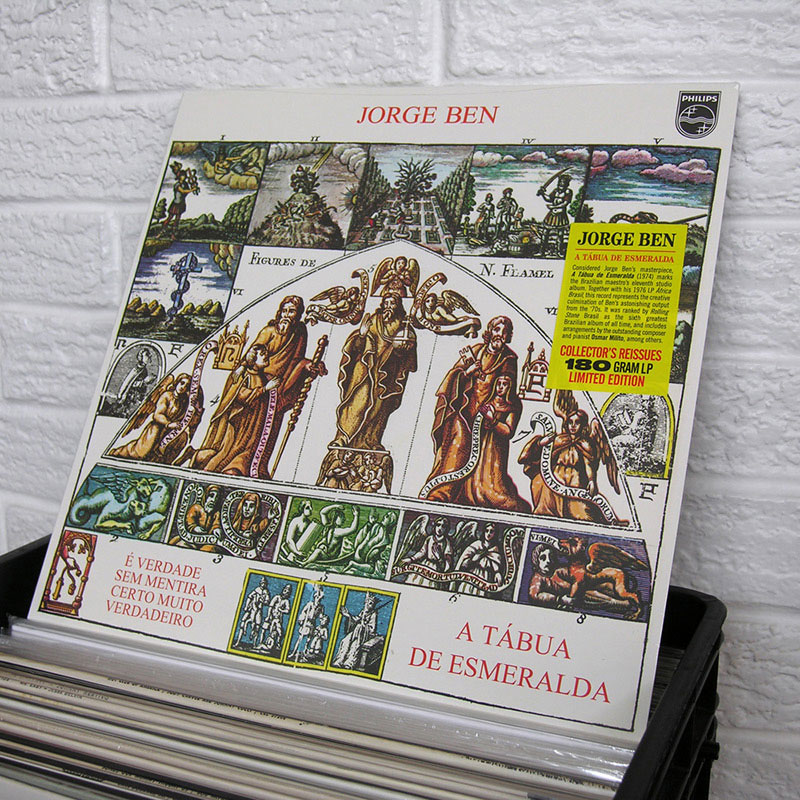 JORGE BEN
PHILIPS
I
II
IV
V
FIGURES DE
N. FLAMEL
VI
JORGE BEN
A TÁBUA DE ESMERALDA
Considered Jorge Ben's masterpiece,
A Tábua de Esmeralda (1974) marks
the Brazilian maestro's eleventh studio
album. Together with his 1976 LP África
Brasil, this record represents the creative
culmination of Ben's astonishing output
from the '70s. It was ranked by Rolling
Stone Brasil as the sixth greatest
Brazilian album of all time, and includes
arrangements by the outstanding composer
and pianist Osmar Milito, among others.
COLLECTOR'S REISSUES
180 GRAM LP
LIMITED EDITION
É VERDADE
SEM MENTIRA
CERTO MUITO
VERDADEIRO
A TÁBUA
DE ESMERALDA